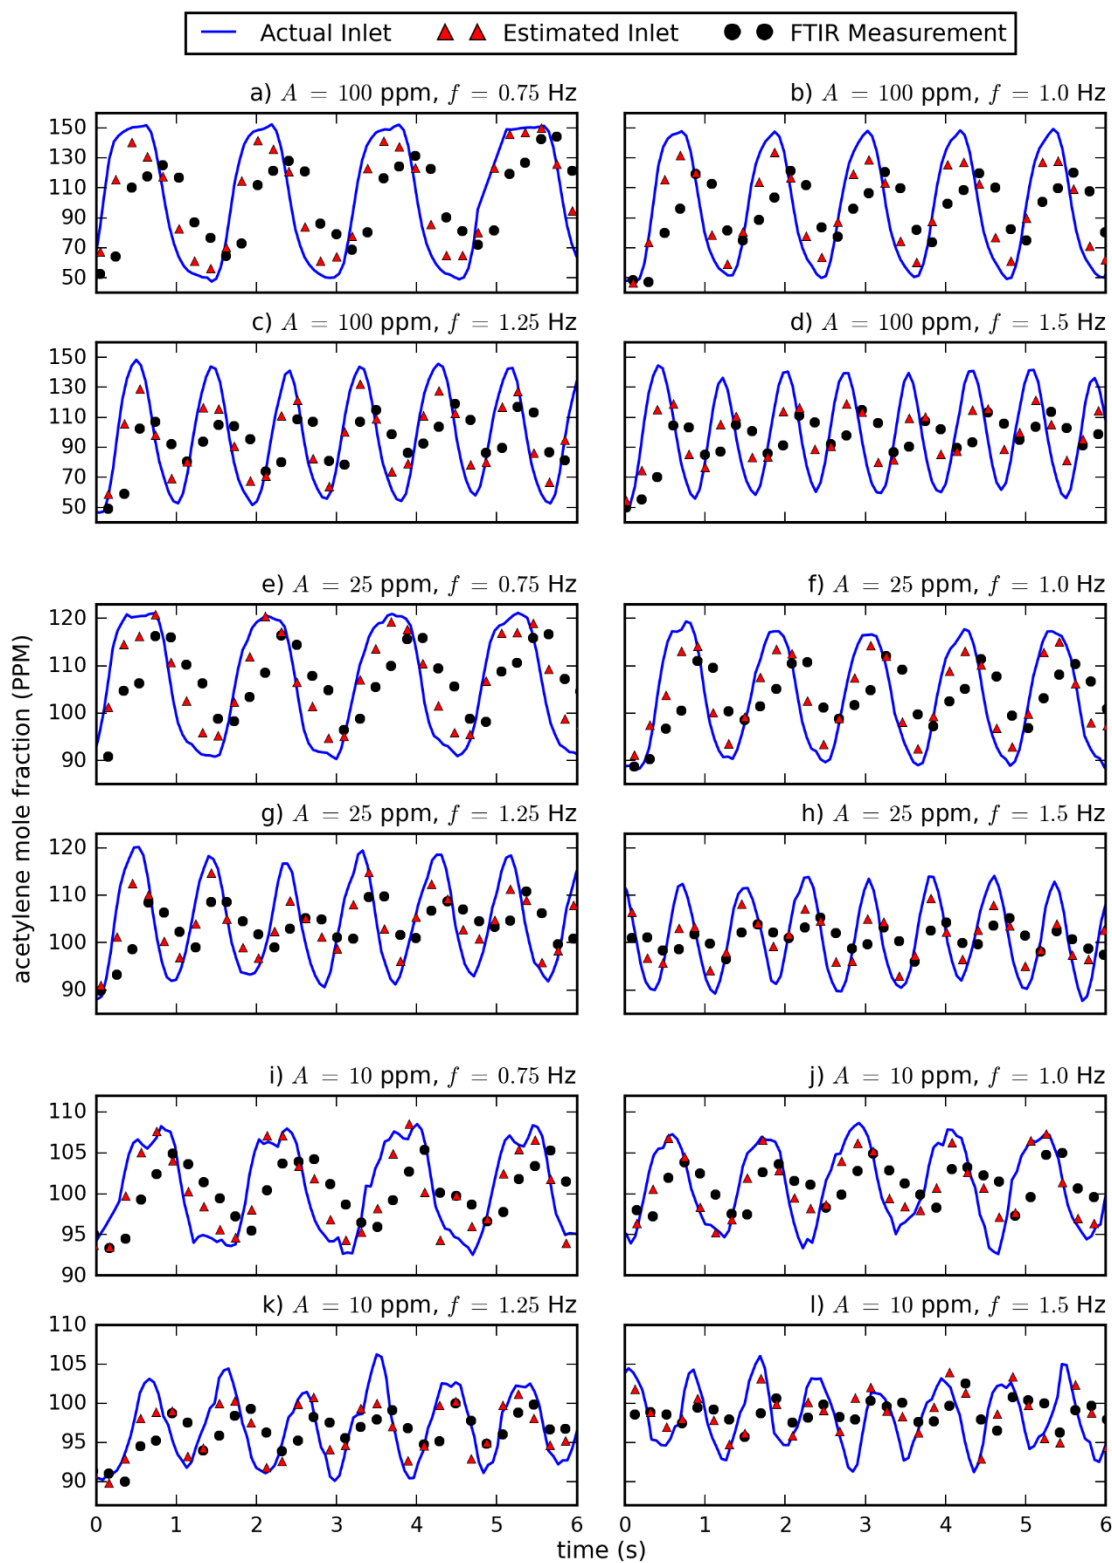 Actual Inlet Estimated Inlet FTIR Measurement
a) A = 100 ppm, f = 0.75 Hz
b) A = 100 ppm, f = 1.0 Hz
150
130
110
90
70
50
c) A = 100 ppm, f = 1.25 Hz
d) A = 100 ppm, f = 1.5 Hz
150
130
110
90
70
50
e) A = 25 ppm, f = 0.75 Hz
f) A = 25 ppm, f = 1.0 Hz
120
110
100
90
g) A = 25 ppm, f = 1.25 Hz
h) A = 25 ppm, f = 1.5 Hz
120
110
100
90
acetylene mole fraction (PPM)
i) A = 10 ppm, f = 0.75 Hz
j) A = 10 ppm, f = 1.0 Hz
110
105
100
95
90
k) A = 10 ppm, f = 1.25 Hz
l) A = 10 ppm, f = 1.5 Hz
110
105
100
95
90
0 1 2 3 4 5 6
0 1 2 3 4 5 6
time (s)